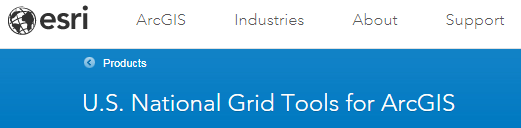 esri ArcGIS Industries About Support
Products
U.S. National Grid Tools for ArcGIS